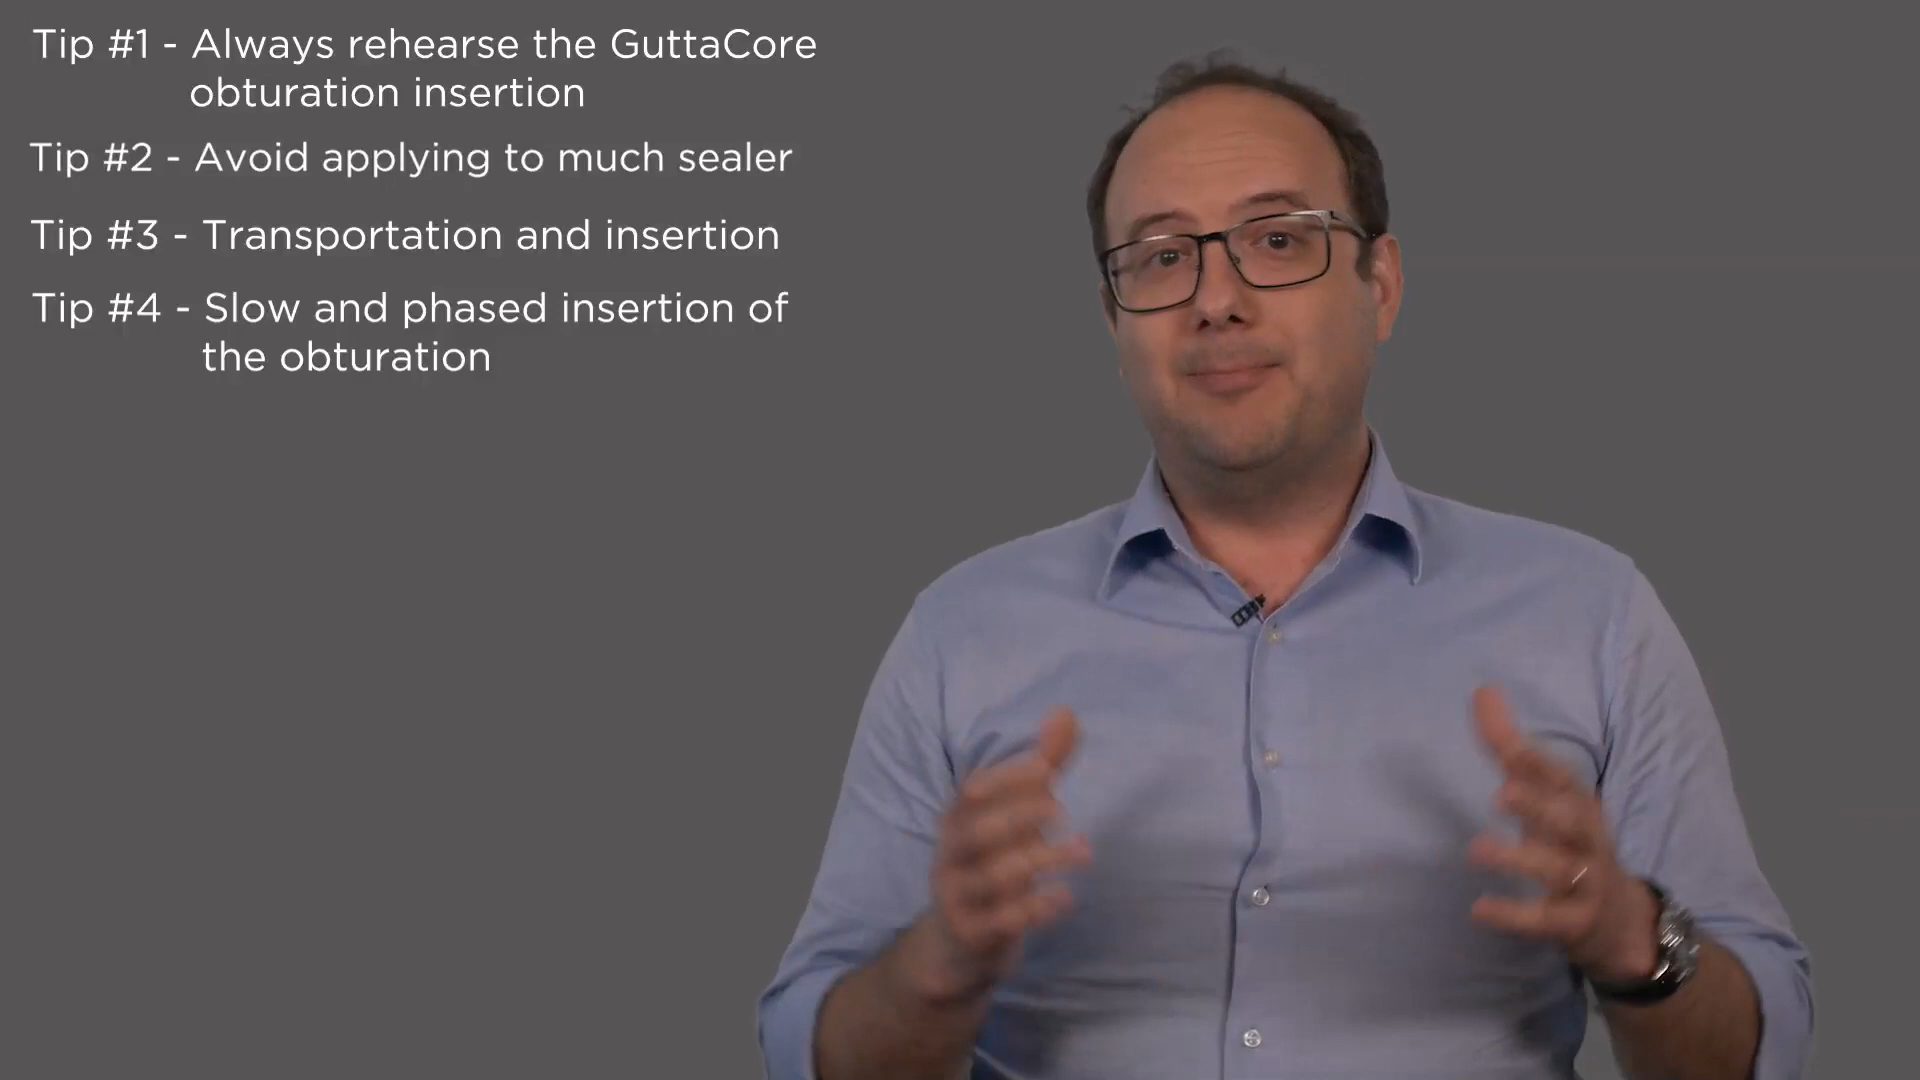 Tip #1 - Always rehearse the GuttaCore
obturation insertion
Tip #2 - Avoid applying to much sealer
Tip #3 - Transportation and insertion
Tip #4 - Slow and phased insertion of
the obturation